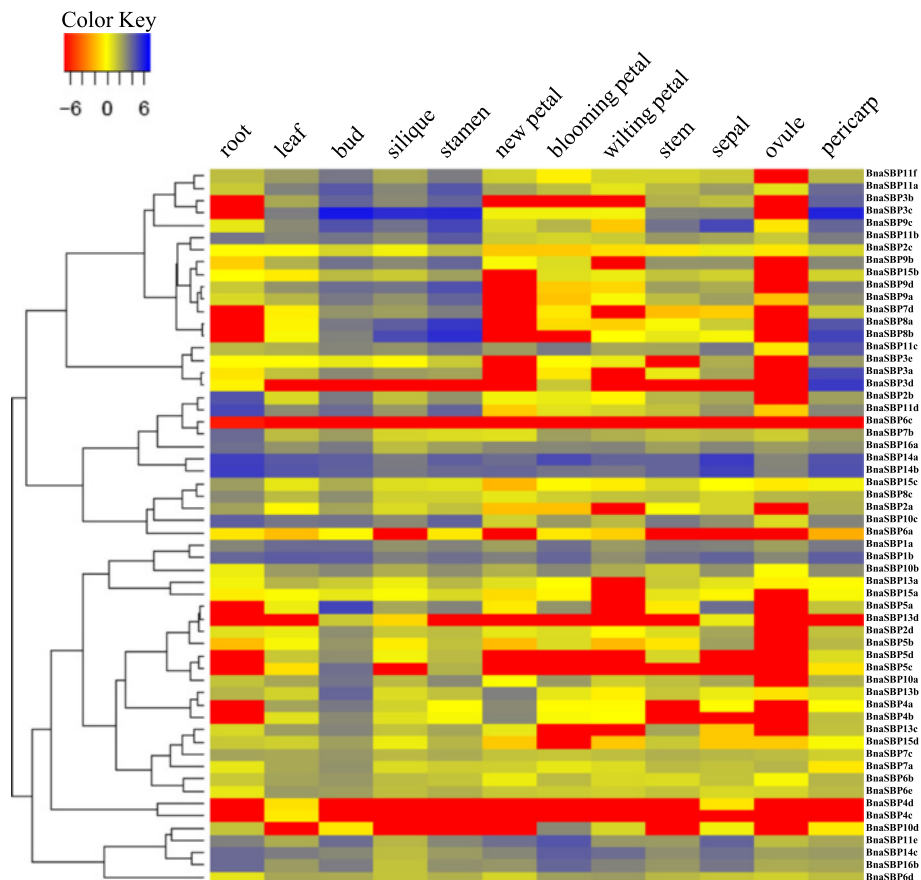 Color Key
−6 0 6
root leaf bud silique stamen new petal blooming petal wilting petal stem sepal ovule pericarp
BnaSBP11f
BnaSBP11a
BnaSBP3b
BnaSBP3c
BnaSBP9c
BnaSBP11b
BnaSBP2c
BnaSBP9b
BnaSBP15b
BnaSBP9d
BnaSBP9a
BnaSBP7d
BnaSBP8a
BnaSBP8b
BnaSBP11c
BnaSBP3e
BnaSBP3a
BnaSBP3d
BnaSBP2b
BnaSBP11d
BnaSBP6c
BnaSBP7b
BnaSBP16a
BnaSBP14a
BnaSBP14b
BnaSBP15c
BnaSBP8c
BnaSBP2a
BnaSBP10c
BnaSBP6a
BnaSBP1a
BnaSBP1b
BnaSBP10b
BnaSBP13a
BnaSBP15a
BnaSBP5a
BnaSBP13d
BnaSBP2d
BnaSBP5b
BnaSBP5d
BnaSBP5c
BnaSBP10a
BnaSBP13b
BnaSBP4a
BnaSBP4b
BnaSBP13c
BnaSBP15d
BnaSBP7c
BnaSBP7a
BnaSBP6b
BnaSBP6e
BnaSBP4d
BnaSBP4c
BnaSBP10d
BnaSBP11e
BnaSBP14c
BnaSBP16b
BnaSBP6d